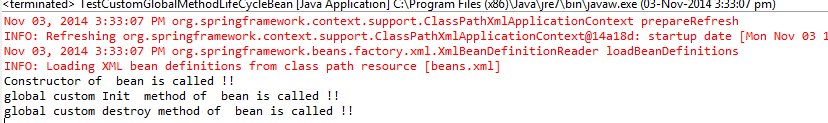 <terminated> TestCustomGlobalMethodLifeCycleBean [Java Application] C:\Program Files (x86)\Java\jre7\bin\javaw.exe (03-Nov-2014 3:33:07 pm)
Nov 03, 2014 3:33:07 PM org.springframework.context.support.ClassPathXmlApplicationContext prepareRefresh
INFO: Refreshing org.springframework.context.support.ClassPathXmlApplicationContext@14a18d: startup date [Mon Nov 03 1
Nov 03, 2014 3:33:07 PM org.springframework.beans.factory.xml.XmlBeanDefinitionReader loadBeanDefinitions
INFO: Loading XML bean definitions from class path resource [beans.xml]
Constructor of  bean is called !!
global custom Init  method of  bean is called !!
global custom destroy method of  bean is called !!